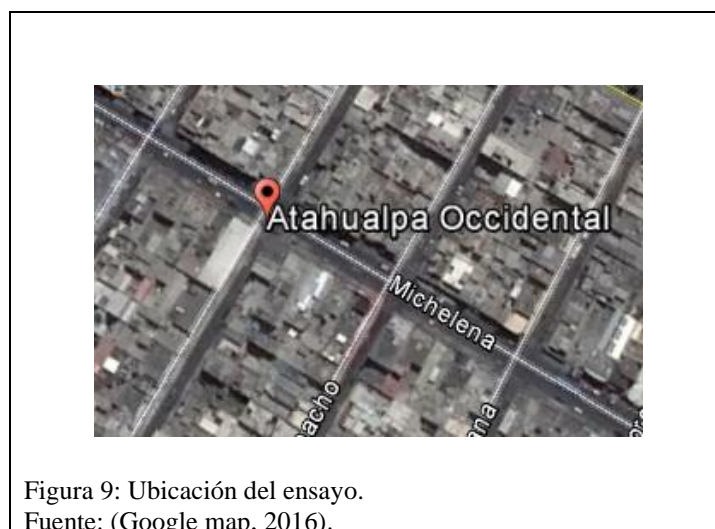 Atahualpa Occidental
Michelena
Figura 9: Ubicación del ensayo.
Fuente: (Google map, 2016).